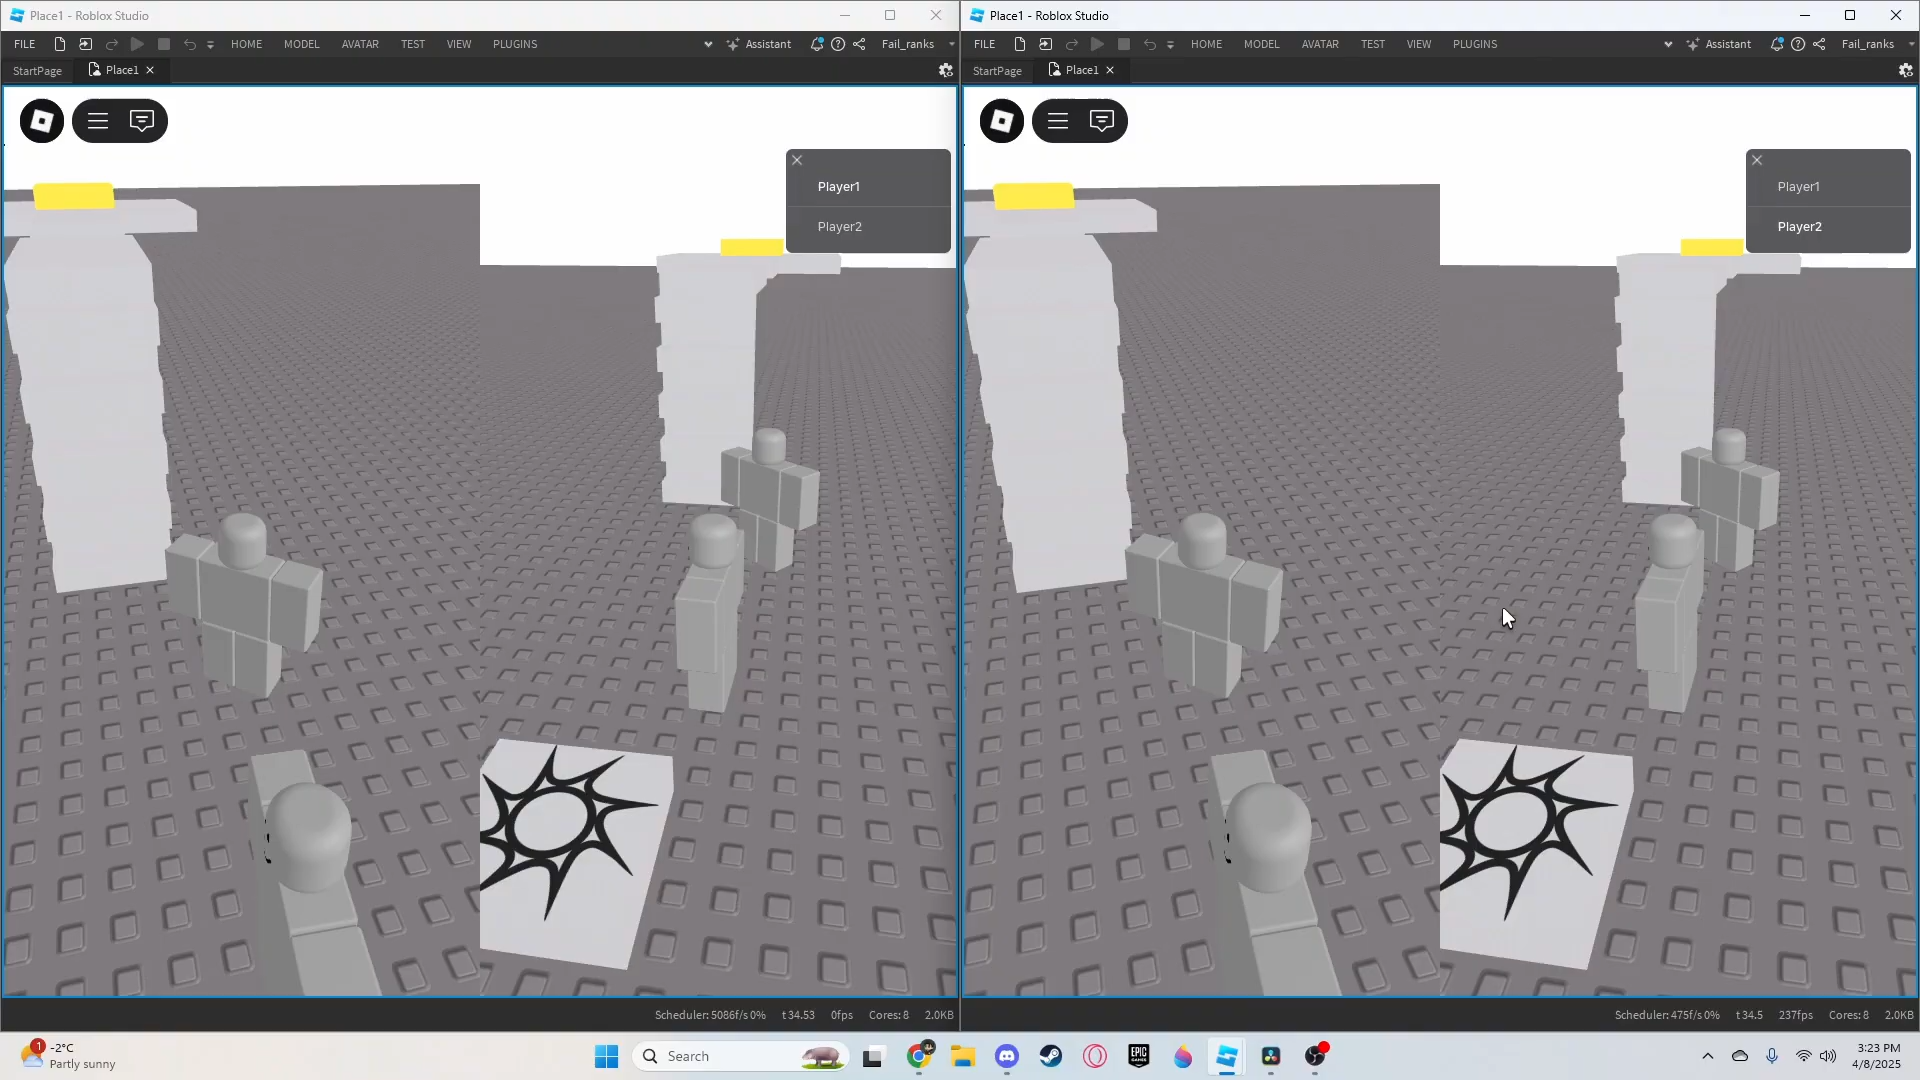 Place1 - Roblox Studio
FILE HOME MODEL AVATAR TEST VIEW PLUGINS Assistant Fail_ranks
StartPage Place1
Player1
Player2
Scheduler: 5086f/s 0% t 34.53 0fps Cores: 8 2.0KB
Place1 - Roblox Studio
FILE HOME MODEL AVATAR TEST VIEW PLUGINS Assistant Fail_ranks
StartPage Place1
Player1
Player2
Scheduler: 475f/s 0% t 34.5 237fps Cores: 8 2.0KB
1
-2°C
Partly sunny
Search
EPIC
GAMES
3:23 PM
4/8/2025